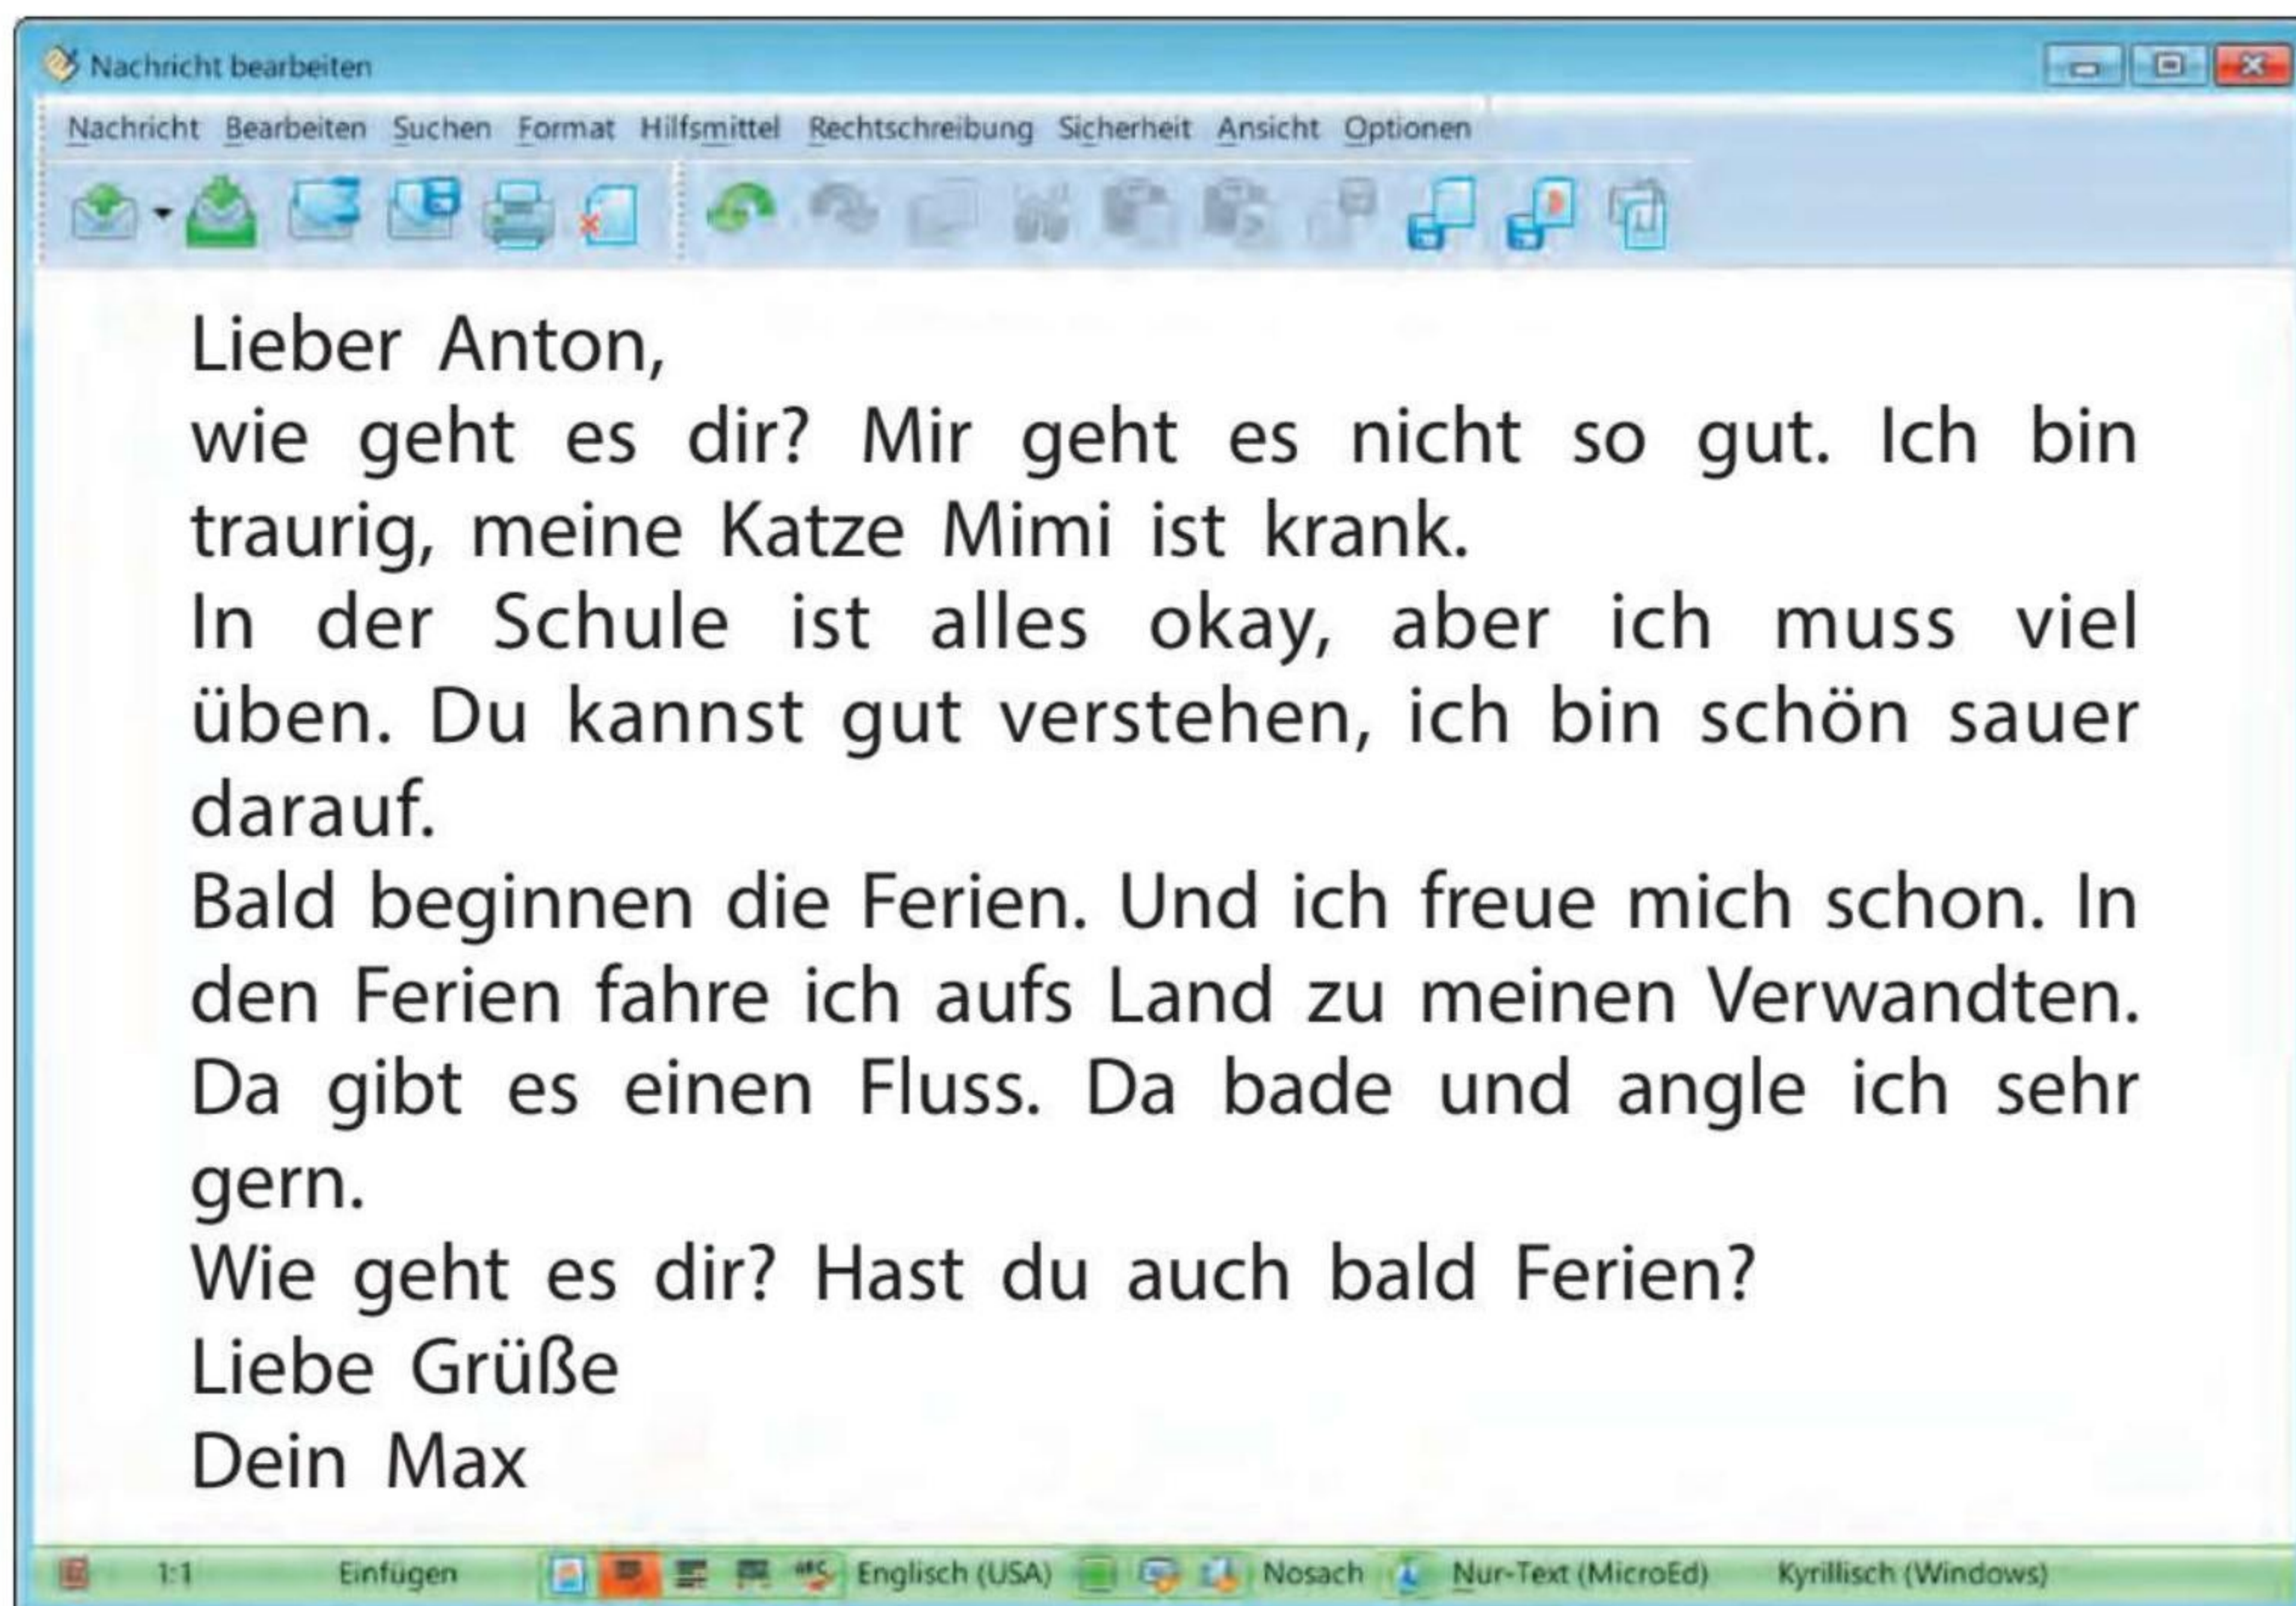 Nachricht bearbeiten
Nachricht Bearbeiten Suchen Format Hilfsmittel Rechtschreibung Sicherheit Ansicht Optionen
Lieber Anton,
wie geht es dir? Mir geht es nicht so gut. Ich bin
traurig, meine Katze Mimi ist krank.
In der Schule ist alles okay, aber ich muss viel
üben. Du kannst gut verstehen, ich bin schön sauer
darauf.
Bald beginnen die Ferien. Und ich freue mich schon. In
den Ferien fahre ich aufs Land zu meinen Verwandten.
Da gibt es einen Fluss. Da bade und angle ich sehr
gern.
Wie geht es dir? Hast du auch bald Ferien?
Liebe Grüße
Dein Max
1:1 Einfügen ABC Englisch (USA) Nosach Nur-Text (MicroEd) Kyrillisch (Windows)